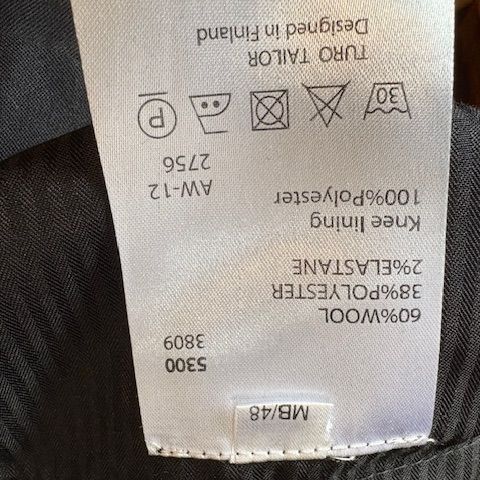 MB/48
5300
3809
60%WOOL
38%POLYESTER
2%ELASTANE
Knee lining
100%Polyester
AW-12
2756
30
P
TURO TAILOR
Designed in Finland